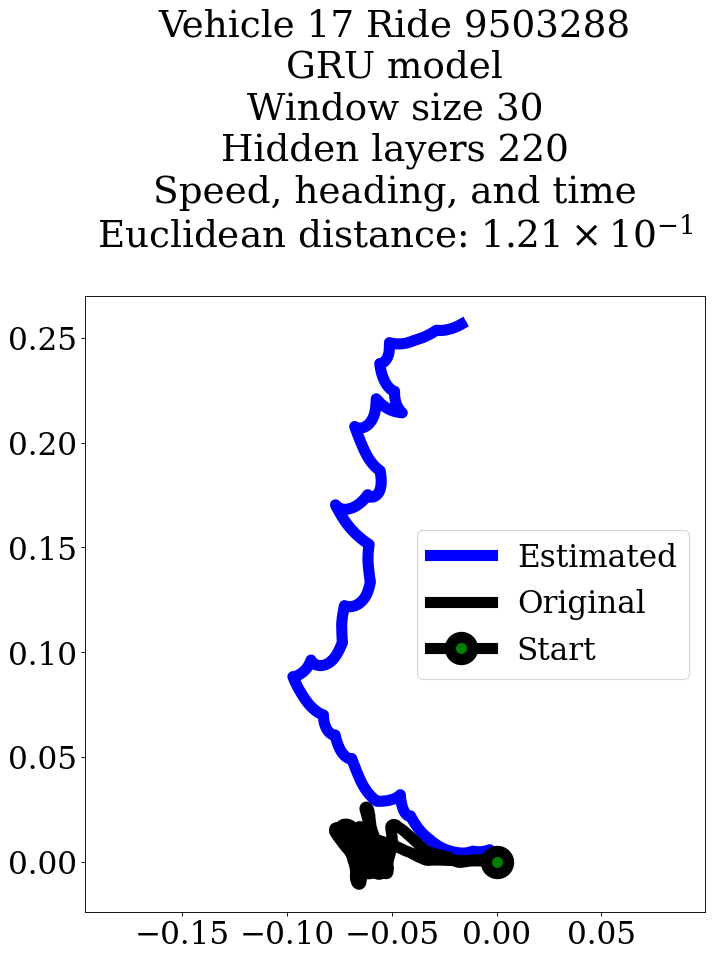 Vehicle 17 Ride 9503288
GRU model
Window size 30
Hidden layers 220
Speed, heading, and time
Euclidean distance: 1.21 × 10⁻¹
0.25
0.20
0.15
0.10
0.05
0.00
Estimated
Original
Start
−0.15 −0.10 −0.05 0.00 0.05